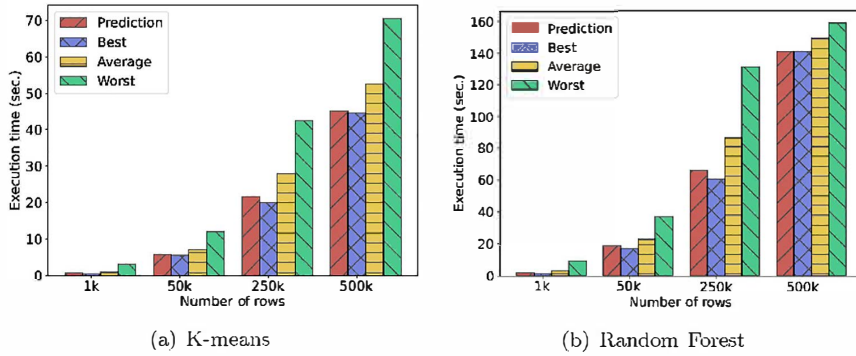 70
60
50
40
30
20
10
0
Execution time (sec.)
Prediction
Best
Average
Worst
1k
50k
250k
500k
Number of rows
(a) K-means
160
140
120
100
80
60
40
20
0
Execution time (sec.)
Prediction
Best
Average
Worst
1k
50k
250k
500k
Number of rows
(b) Random Forest